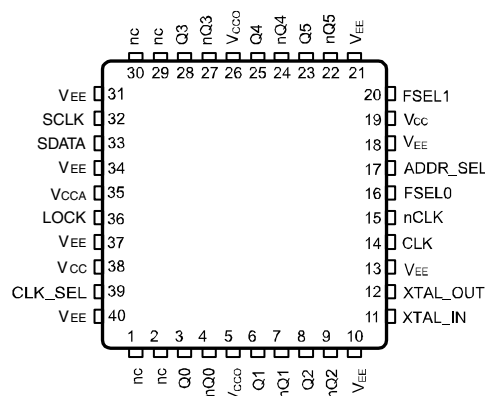 nc nc Q3 nQ3 VCCO Q4 nQ4 Q5 nQ5 VEE
30 29 28 27 26 25 24 23 22 21
VEE 31 20 FSEL1
SCLK 32 19 VCC
SDATA 33 18 VEE
VEE 34 17 ADDR_SEL
VCCA 35 16 FSEL0
LOCK 36 15 nCLK
VEE 37 14 CLK
VCC 38 13 VEE
CLK_SEL 39 12 XTAL_OUT
VEE 40 11 XTAL_IN
1 2 3 4 5 6 7 8 9 10
nc nc Q0 nQ0 VCCO Q1 nQ1 Q2 nQ2 VEE